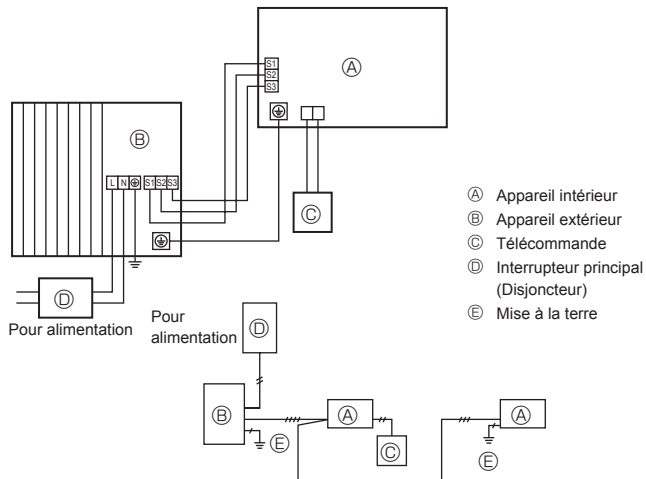 S1
S2
S3
Ⓐ
Ⓑ
L N S1 S2 S3
Ⓒ
Ⓓ
Pour alimentation
Ⓐ Appareil intérieur
Ⓑ Appareil extérieur
Ⓒ Télécommande
Ⓓ Interrupteur principal
(Disjoncteur)
Ⓔ Mise à la terre
Pour
alimentation
Ⓓ
Ⓑ
Ⓔ
Ⓐ
Ⓒ
Ⓐ
Ⓔ